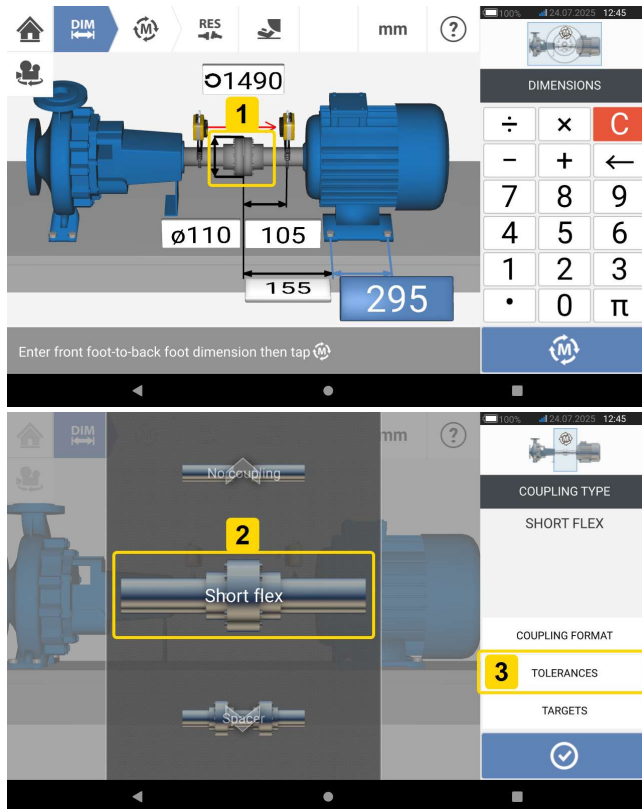 100% 24.07.2025 12:45
DIM
M
RES
mm
?
DIMENSIONS
1490
1
÷ × C
− + ←
7 8 9
4 5 6
1 2 3
• 0 π
ø110
105
155
295
Enter front foot-to-back foot dimension then tap M
M
100% 24.07.2025 12:45
DIM
mm
?
No coupling
COUPLING TYPE
SHORT FLEX
2
Short flex
COUPLING FORMAT
3
TOLERANCES
Spacer
TARGETS